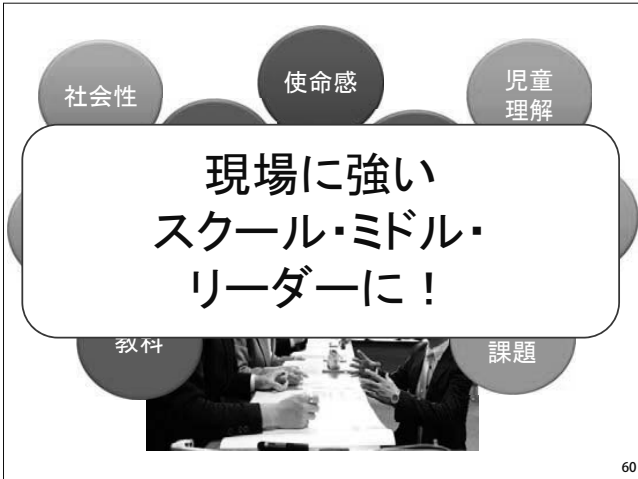 社会性
使命感
児童
理解
現場に強い
スクール・ミドル・
リーダーに！
教科
課題
60